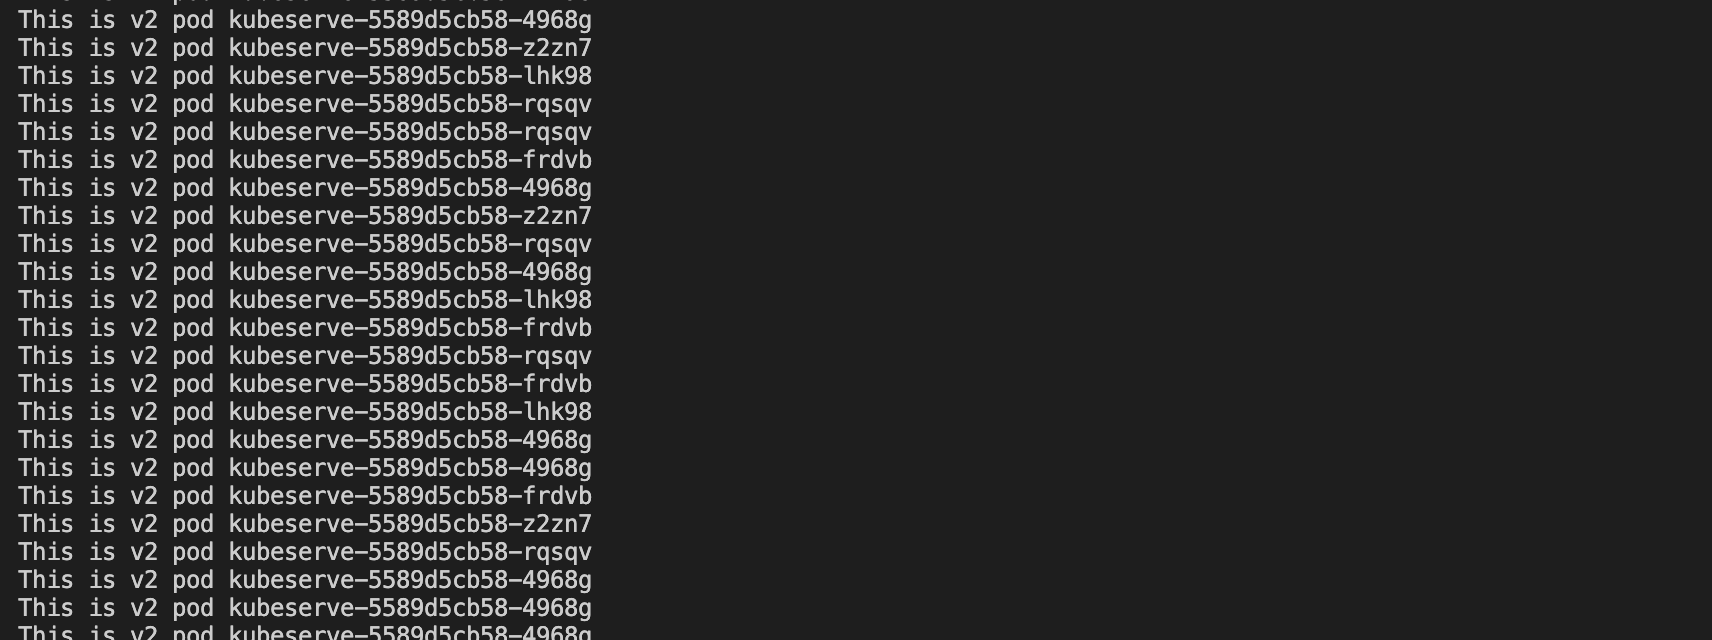 This is v2 pod kubeserve-5589d5cb58-4968g
This is v2 pod kubeserve-5589d5cb58-z2zn7
This is v2 pod kubeserve-5589d5cb58-lhk98
This is v2 pod kubeserve-5589d5cb58-rqsqv
This is v2 pod kubeserve-5589d5cb58-rqsqv
This is v2 pod kubeserve-5589d5cb58-frdvb
This is v2 pod kubeserve-5589d5cb58-4968g
This is v2 pod kubeserve-5589d5cb58-z2zn7
This is v2 pod kubeserve-5589d5cb58-rqsqv
This is v2 pod kubeserve-5589d5cb58-4968g
This is v2 pod kubeserve-5589d5cb58-lhk98
This is v2 pod kubeserve-5589d5cb58-frdvb
This is v2 pod kubeserve-5589d5cb58-rqsqv
This is v2 pod kubeserve-5589d5cb58-frdvb
This is v2 pod kubeserve-5589d5cb58-lhk98
This is v2 pod kubeserve-5589d5cb58-4968g
This is v2 pod kubeserve-5589d5cb58-4968g
This is v2 pod kubeserve-5589d5cb58-frdvb
This is v2 pod kubeserve-5589d5cb58-z2zn7
This is v2 pod kubeserve-5589d5cb58-rqsqv
This is v2 pod kubeserve-5589d5cb58-4968g
This is v2 pod kubeserve-5589d5cb58-4968g
This is v2 pod kubeserve-5589d5cb58-4968g